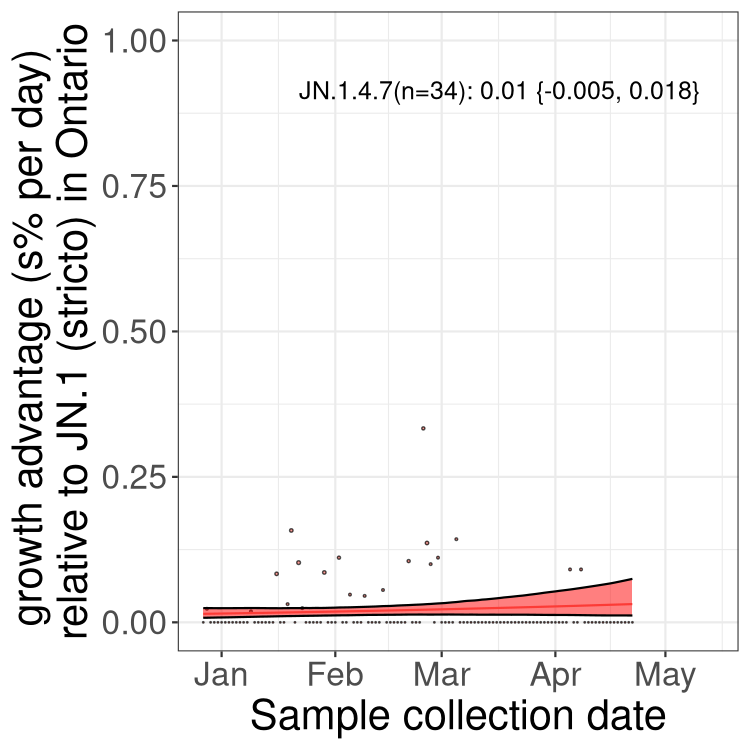 growth advantage (s% per day)
relative to JN.1 (stricto) in Ontario
1.00
0.75
0.50
0.25
0.00
JN.1.4.7(n=34): 0.01 {-0.005, 0.018}
Jan Feb Mar Apr May
Sample collection date